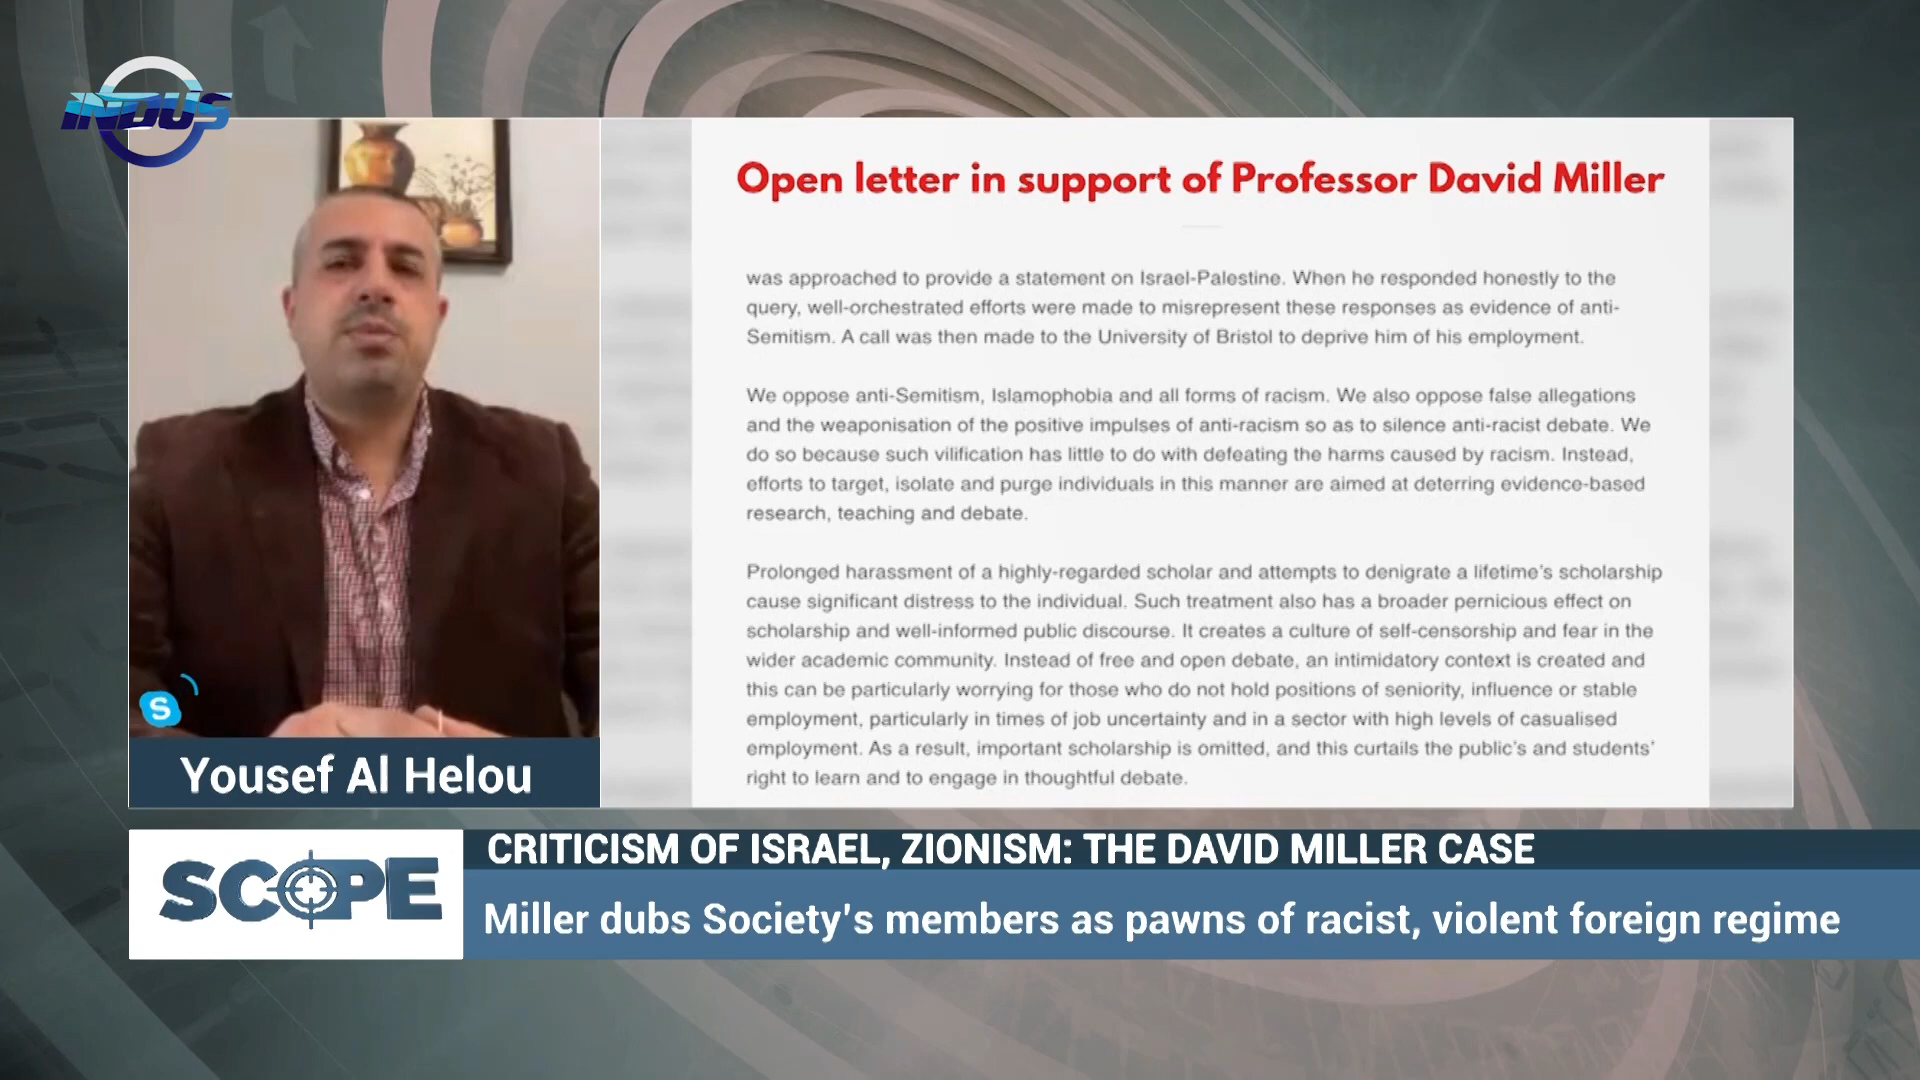 INDUS
Open letter in support of Professor David Miller
was approached to provide a statement on Israel-Palestine. When he responded honestly to the
query, well-orchestrated efforts were made to misrepresent these responses as evidence of anti-
Semitism. A call was then made to the University of Bristol to deprive him of his employment.
We oppose anti-Semitism, Islamophobia and all forms of racism. We also oppose false allegations
and the weaponisation of the positive impulses of anti-racism so as to silence anti-racist debate. We
do so because such vilification has little to do with defeating the harms caused by racism. Instead,
efforts to target, isolate and purge individuals in this manner are aimed at deterring evidence-based
research, teaching and debate.
Prolonged harassment of a highly-regarded scholar and attempts to denigrate a lifetime's scholarship
cause significant distress to the individual. Such treatment also has a broader pernicious effect on
scholarship and well-informed public discourse. It creates a culture of self-censorship and fear in the
wider academic community. Instead of free and open debate, an intimidatory context is created and
this can be particularly worrying for those who do not hold positions of seniority, influence or stable
employment, particularly in times of job uncertainty and in a sector with high levels of casualised
employment. As a result, important scholarship is omitted, and this curtails the public's and students'
right to learn and to engage in thoughtful debate.
S
Yousef Al Helou
SCOPE
CRITICISM OF ISRAEL, ZIONISM: THE DAVID MILLER CASE
Miller dubs Society's members as pawns of racist, violent foreign regime